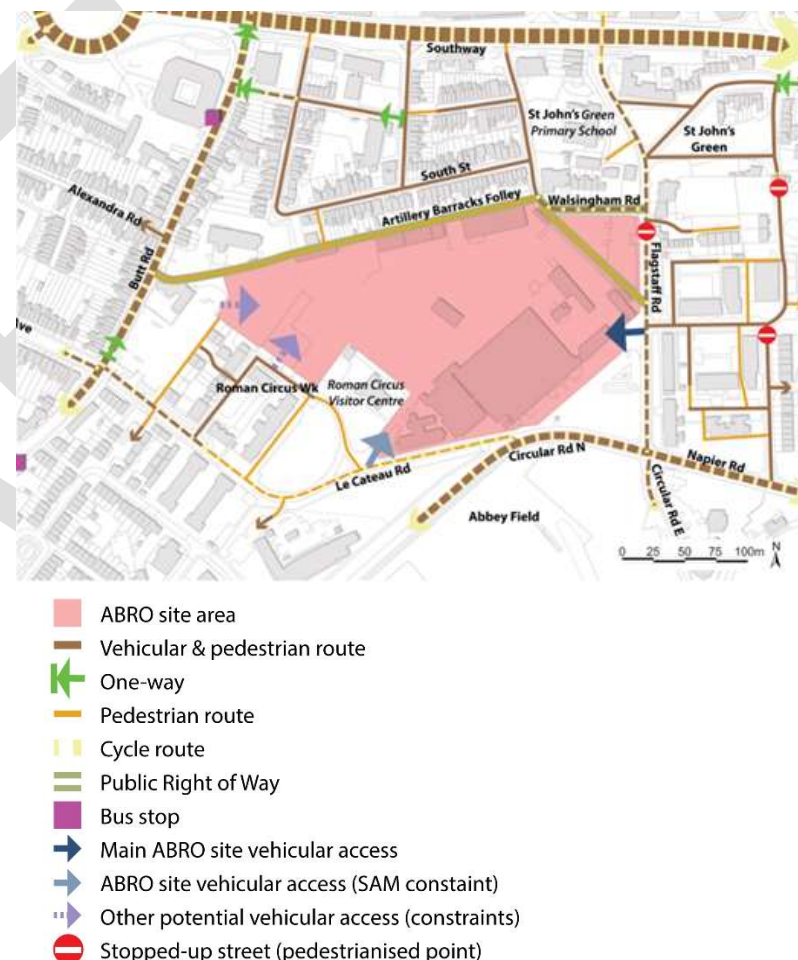 Southway
St John's Green
Primary School
St John's
Green
South St
Alexandra Rd
Artillery Barracks Folley
Walsingham Rd
Butt Rd
Flagstaff Rd
lve
Roman Circus Wk
Roman Circus
Visitor Centre
Le Cateau Rd
Circular Rd N
Napier Rd
Circular Rd E
Abbey Field
0 25 50 75 100m
N
ABRO site area
Vehicular & pedestrian route
One-way
Pedestrian route
Cycle route
Public Right of Way
Bus stop
Main ABRO site vehicular access
ABRO site vehicular access (SAM constaint)
Other potential vehicular access (constraints)
Stopped-up street (pedestrianised point)